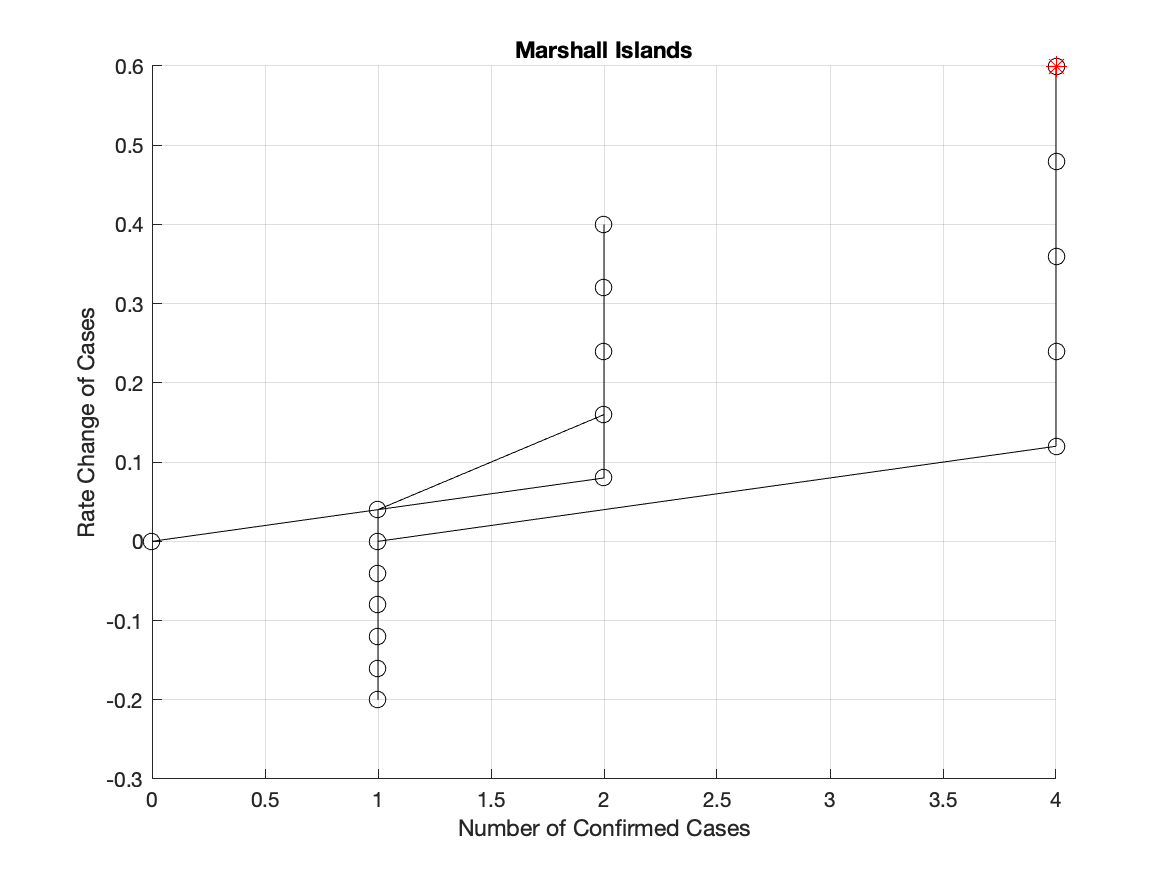 Marshall Islands
0.6
0.5
0.4
0.3
0.2
0.1
0
-0.1
-0.2
-0.3
Rate Change of Cases
0 0.5 1 1.5 2 2.5 3 3.5 4
Number of Confirmed Cases